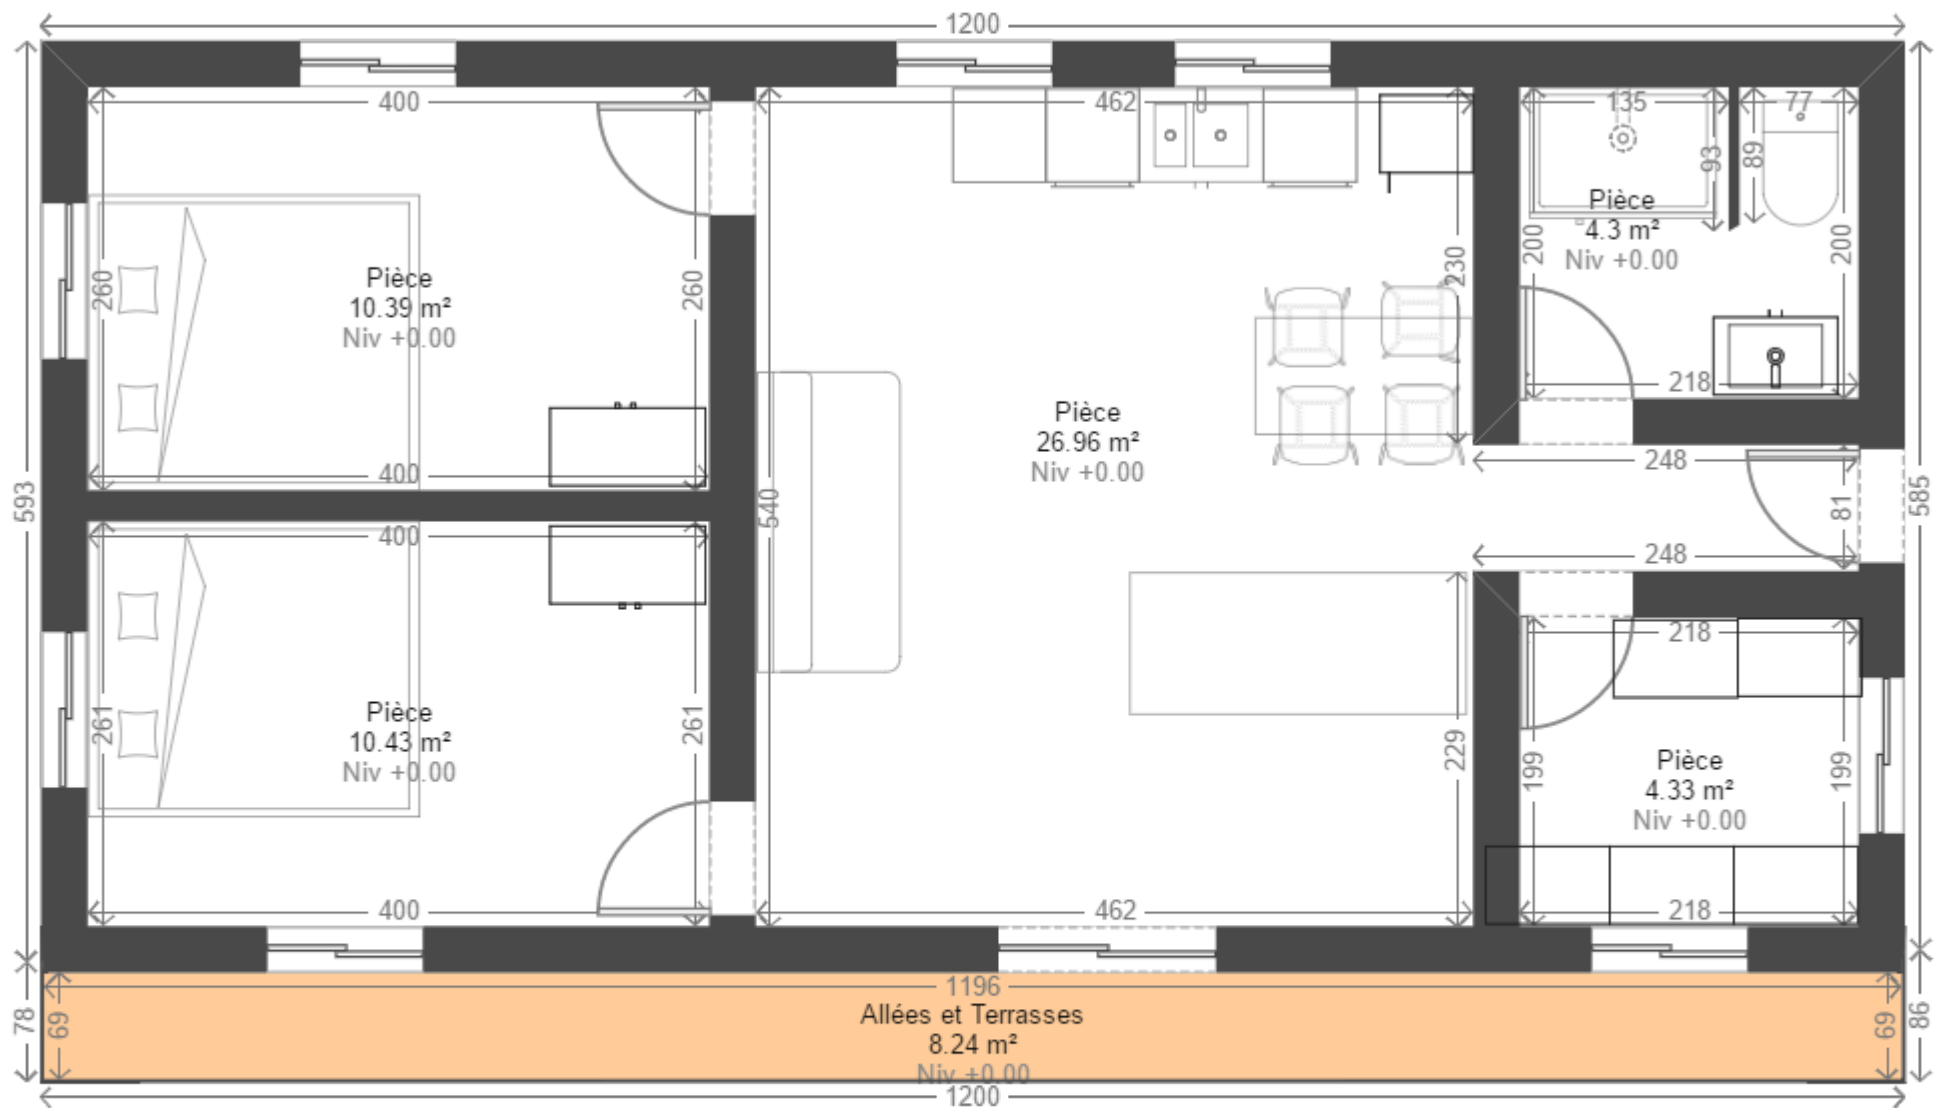 1200
400
462
135
77
93
89
Pièce
4.3 m²
Niv +0.00
200
200
260
Pièce
10.39 m²
Niv +0.00
260
230
218
Pièce
26.96 m²
Niv +0.00
400
248
593
540
81
585
400
248
218
261
Pièce
10.43 m²
Niv +0.00
261
229
199
Pièce
4.33 m²
Niv +0.00
199
400
462
218
1196
78
69
Allées et Terrasses
8.24 m²
Niv +0.00
69
86
1200